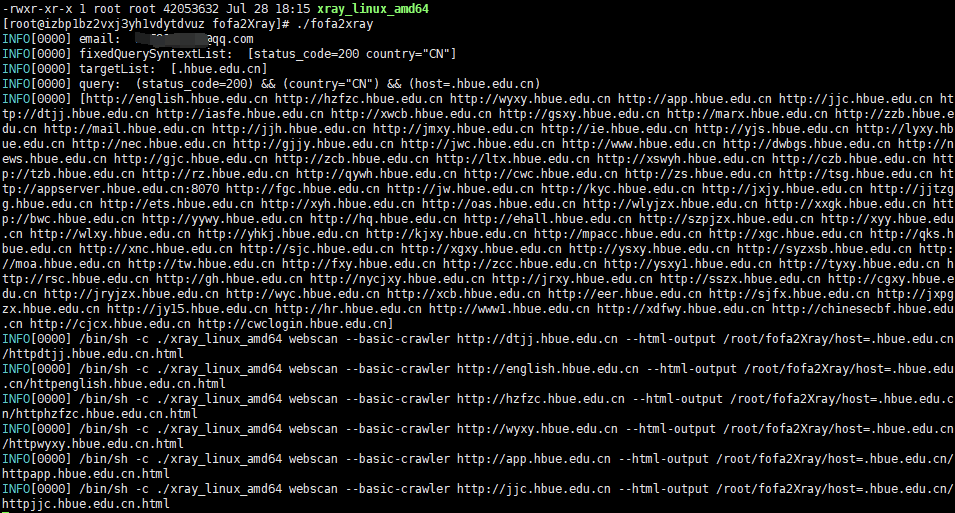 -rwxr-xr-x 1 root root 42053632 Jul 28 18:15 xray_linux_amd64
[root@izbp1bz2vxj3yh1vdytdvuz fofa2Xray]# ./fofa2xray
INFO[0000] email:  @qq.com
INFO[0000] fixedQuerySyntextList:  [status_code=200 country="CN"]
INFO[0000] targetList:  [.hbue.edu.cn]
INFO[0000] query:  (status_code=200) && (country="CN") && (host=.hbue.edu.cn)
INFO[0000] [http://english.hbue.edu.cn http://hzfzc.hbue.edu.cn http://wyxy.hbue.edu.cn http://app.hbue.edu.cn http://jjc.hbue.edu.cn ht
tp://dtjj.hbue.edu.cn http://iasfe.hbue.edu.cn http://xwcb.hbue.edu.cn http://gsxy.hbue.edu.cn http://marx.hbue.edu.cn http://zzb.hbue.e
du.cn http://mail.hbue.edu.cn http://jjh.hbue.edu.cn http://jmxy.hbue.edu.cn http://ie.hbue.edu.cn http://yjs.hbue.edu.cn http://lyxy.hb
ue.edu.cn http://nec.hbue.edu.cn http://gjjy.hbue.edu.cn http://jwc.hbue.edu.cn http://www.hbue.edu.cn http://dwbgs.hbue.edu.cn http://n
ews.hbue.edu.cn http://gjc.hbue.edu.cn http://zcb.hbue.edu.cn http://ltx.hbue.edu.cn http://xswyh.hbue.edu.cn http://czb.hbue.edu.cn htt
p://tzb.hbue.edu.cn http://rz.hbue.edu.cn http://qywh.hbue.edu.cn http://cwc.hbue.edu.cn http://zs.hbue.edu.cn http://tsg.hbue.edu.cn ht
tp://appserver.hbue.edu.cn:8070 http://fgc.hbue.edu.cn http://jw.hbue.edu.cn http://kyc.hbue.edu.cn http://jxjy.hbue.edu.cn http://jjtzg
g.hbue.edu.cn http://ets.hbue.edu.cn http://xyh.hbue.edu.cn http://oas.hbue.edu.cn http://wlyjzx.hbue.edu.cn http://xxgk.hbue.edu.cn htt
p://bwc.hbue.edu.cn http://yywy.hbue.edu.cn http://hq.hbue.edu.cn http://ehall.hbue.edu.cn http://szpjzx.hbue.edu.cn http://xyy.hbue.edu
.cn http://wlxy.hbue.edu.cn http://yhkj.hbue.edu.cn http://kjxy.hbue.edu.cn http://mpacc.hbue.edu.cn http://xgc.hbue.edu.cn http://qks.h
bue.edu.cn http://xnc.hbue.edu.cn http://sjc.hbue.edu.cn http://xgxy.hbue.edu.cn http://ysxy.hbue.edu.cn http://syzxsb.hbue.edu.cn http:
//moa.hbue.edu.cn http://tw.hbue.edu.cn http://fxy.hbue.edu.cn http://zcc.hbue.edu.cn http://ysxy1.hbue.edu.cn http://tyxy.hbue.edu.cn h
ttp://rsc.hbue.edu.cn http://gh.hbue.edu.cn http://nycjxy.hbue.edu.cn http://jrxy.hbue.edu.cn http://sszx.hbue.edu.cn http://cgxy.hbue.e
du.cn http://jryjzx.hbue.edu.cn http://wyc.hbue.edu.cn http://xcb.hbue.edu.cn http://eer.hbue.edu.cn http://sjfx.hbue.edu.cn http://jxpg
zx.hbue.edu.cn http://jy15.hbue.edu.cn http://hr.hbue.edu.cn http://www1.hbue.edu.cn http://xdfwy.hbue.edu.cn http://chinesecbf.hbue.edu
.cn http://cjcx.hbue.edu.cn http://cwclogin.hbue.edu.cn]
INFO[0000] /bin/sh -c ./xray_linux_amd64 webscan --basic-crawler http://dtjj.hbue.edu.cn --html-output /root/fofa2Xray/host=.hbue.edu.cn
/httpdtjj.hbue.edu.cn.html
INFO[0000] /bin/sh -c ./xray_linux_amd64 webscan --basic-crawler http://english.hbue.edu.cn --html-output /root/fofa2Xray/host=.hbue.edu
.cn/httpenglish.hbue.edu.cn.html
INFO[0000] /bin/sh -c ./xray_linux_amd64 webscan --basic-crawler http://hzfzc.hbue.edu.cn --html-output /root/fofa2Xray/host=.hbue.edu.c
n/httphzfzc.hbue.edu.cn.html
INFO[0000] /bin/sh -c ./xray_linux_amd64 webscan --basic-crawler http://wyxy.hbue.edu.cn --html-output /root/fofa2Xray/host=.hbue.edu.cn
/httpwyxy.hbue.edu.cn.html
INFO[0000] /bin/sh -c ./xray_linux_amd64 webscan --basic-crawler http://app.hbue.edu.cn --html-output /root/fofa2Xray/host=.hbue.edu.cn/
httpapp.hbue.edu.cn.html
INFO[0000] /bin/sh -c ./xray_linux_amd64 webscan --basic-crawler http://jjc.hbue.edu.cn --html-output /root/fofa2Xray/host=.hbue.edu.cn/
httpjjc.hbue.edu.cn.html